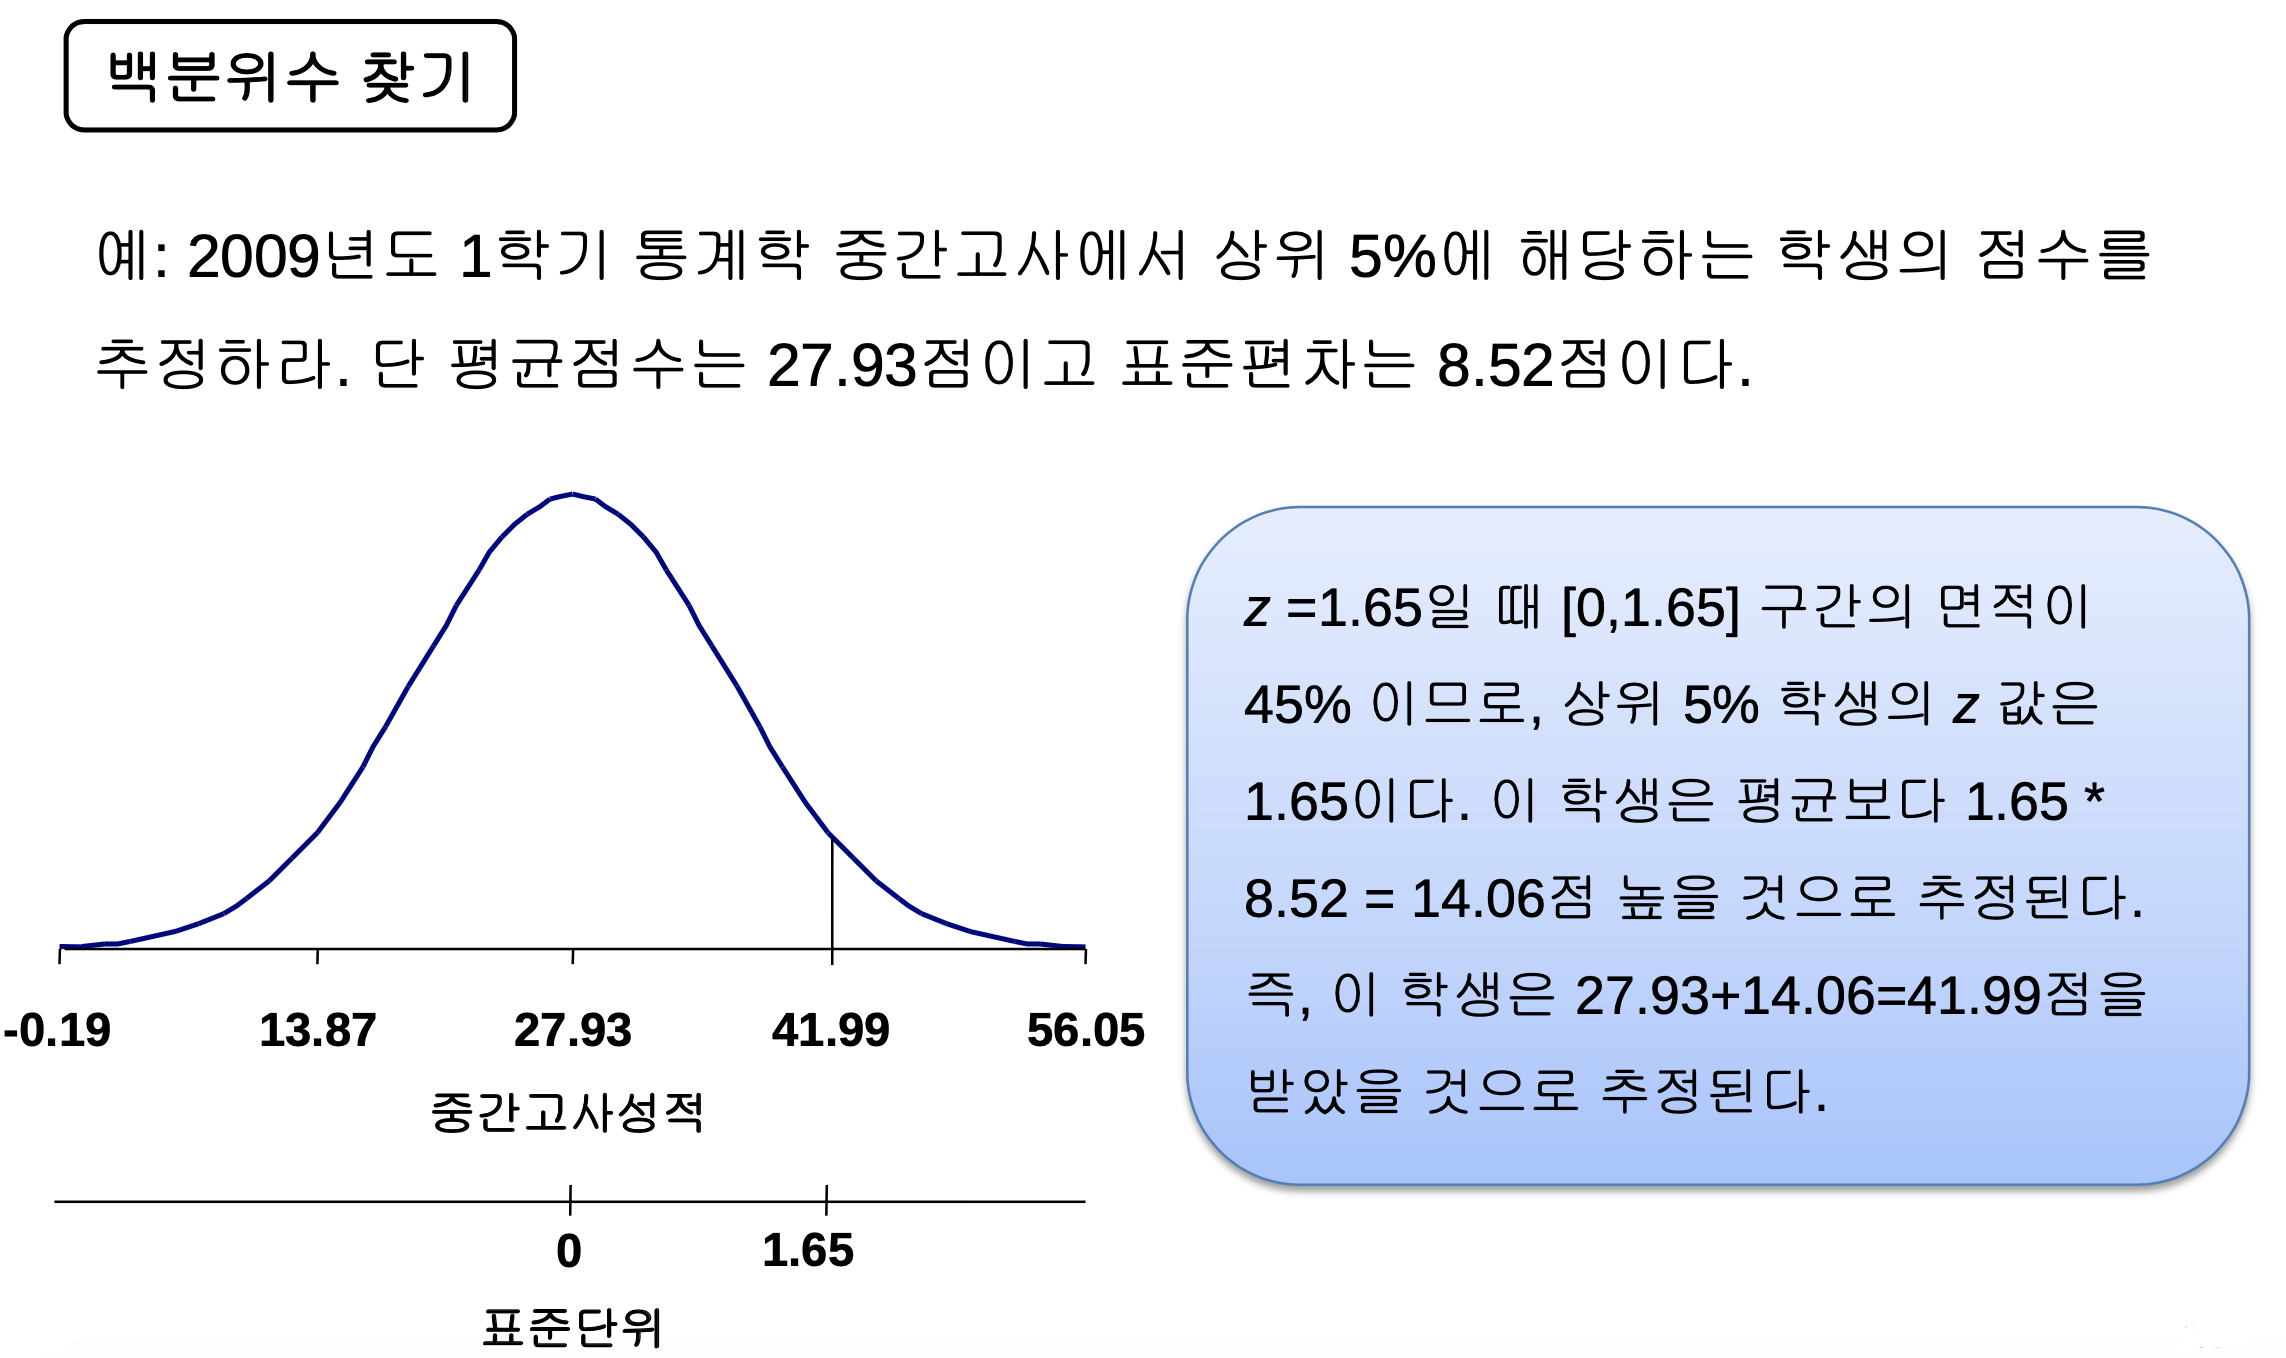 백분위수 찾기
예: 2009년도 1학기 통계학 중간고사에서 상위 5%에 해당하는 학생의 점수를
추정하라. 단 평균점수는 27.93점이고 표준편차는 8.52점이다.
z =1.65일 때 [0,1.65] 구간의 면적이
45% 이므로, 상위 5% 학생의 z 값은
1.65이다. 이 학생은 평균보다 1.65 *
8.52 = 14.06점 높을 것으로 추정된다.
즉, 이 학생은 27.93+14.06=41.99점을
받았을 것으로 추정된다.
-0.19 13.87 27.93 41.99 56.05
중간고사성적
0 1.65
표준단위